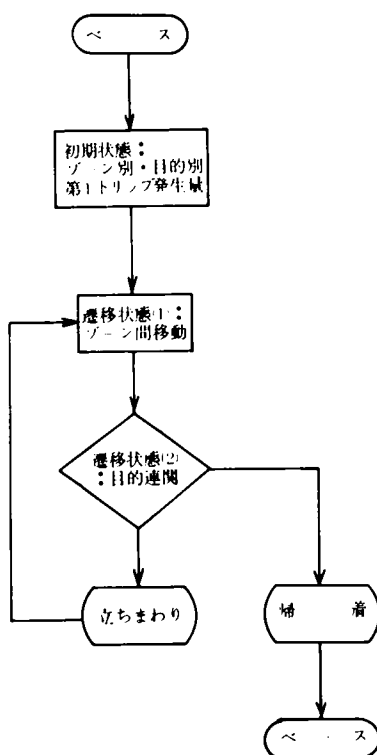 ベース
初期状態：
ゾーン別・目的別
第1トリップ発生量
遷移状態(1)：
ゾーン間移動
遷移状態(2)
：目的連関
立ちまわり
帰着
ベース